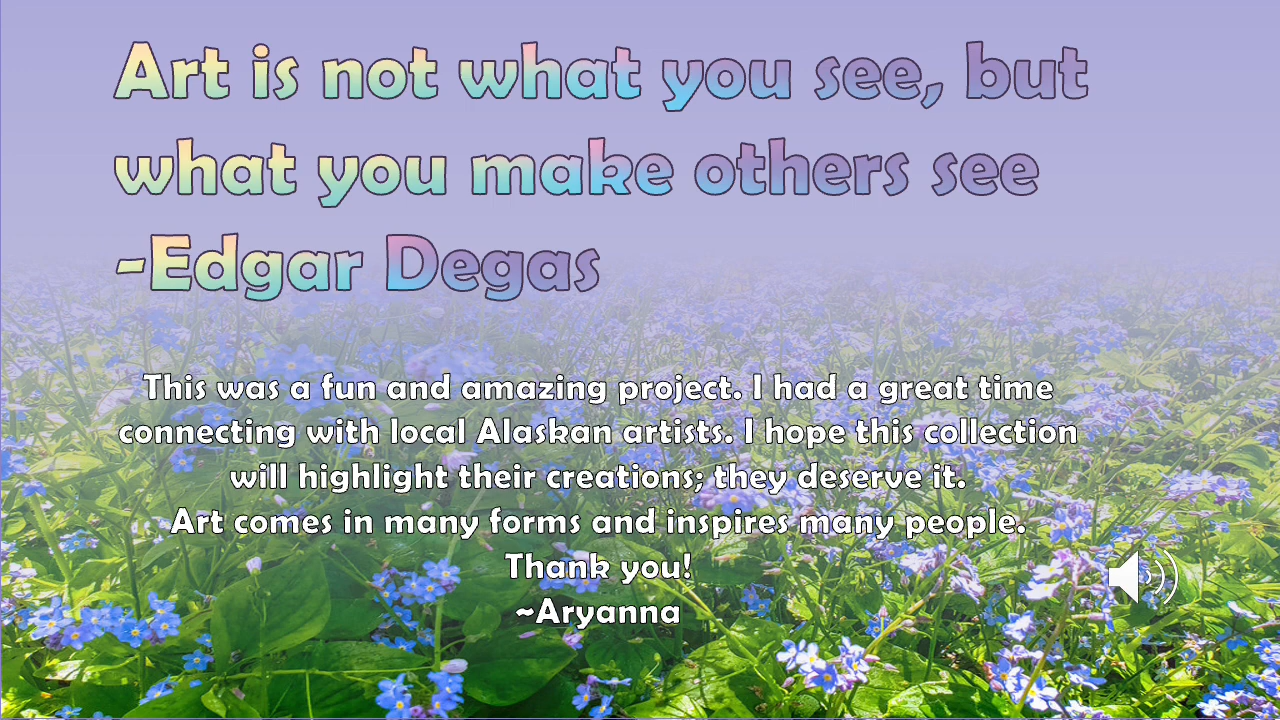 Art is not what you see, but
what you make others see
-Edgar Degas
This was a fun and amazing project. I had a great time
connecting with local Alaskan artists. I hope this collection
will highlight their creations; they deserve it.
Art comes in many forms and inspires many people.
Thank you!
~Aryanna